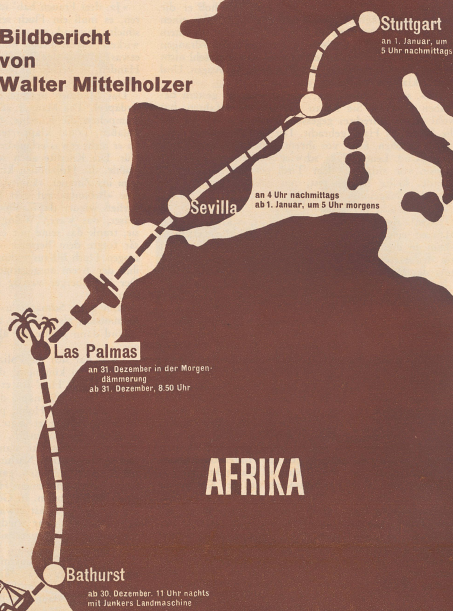 Bildbericht
von
Walter Mittelholzer
Stuttgart
an 1. Januar, um
5 Uhr nachmittags
Sevilla
an 4 Uhr nachmittags
ab 1. Januar, um 5 Uhr morgens
Las Palmas
an 31. Dezember in der Morgen-
dämmerung
ab 31. Dezember, 8.50 Uhr
AFRIKA
Bathurst
ab 30. Dezember, 11 Uhr nachts
mit Junkers Landmaschine